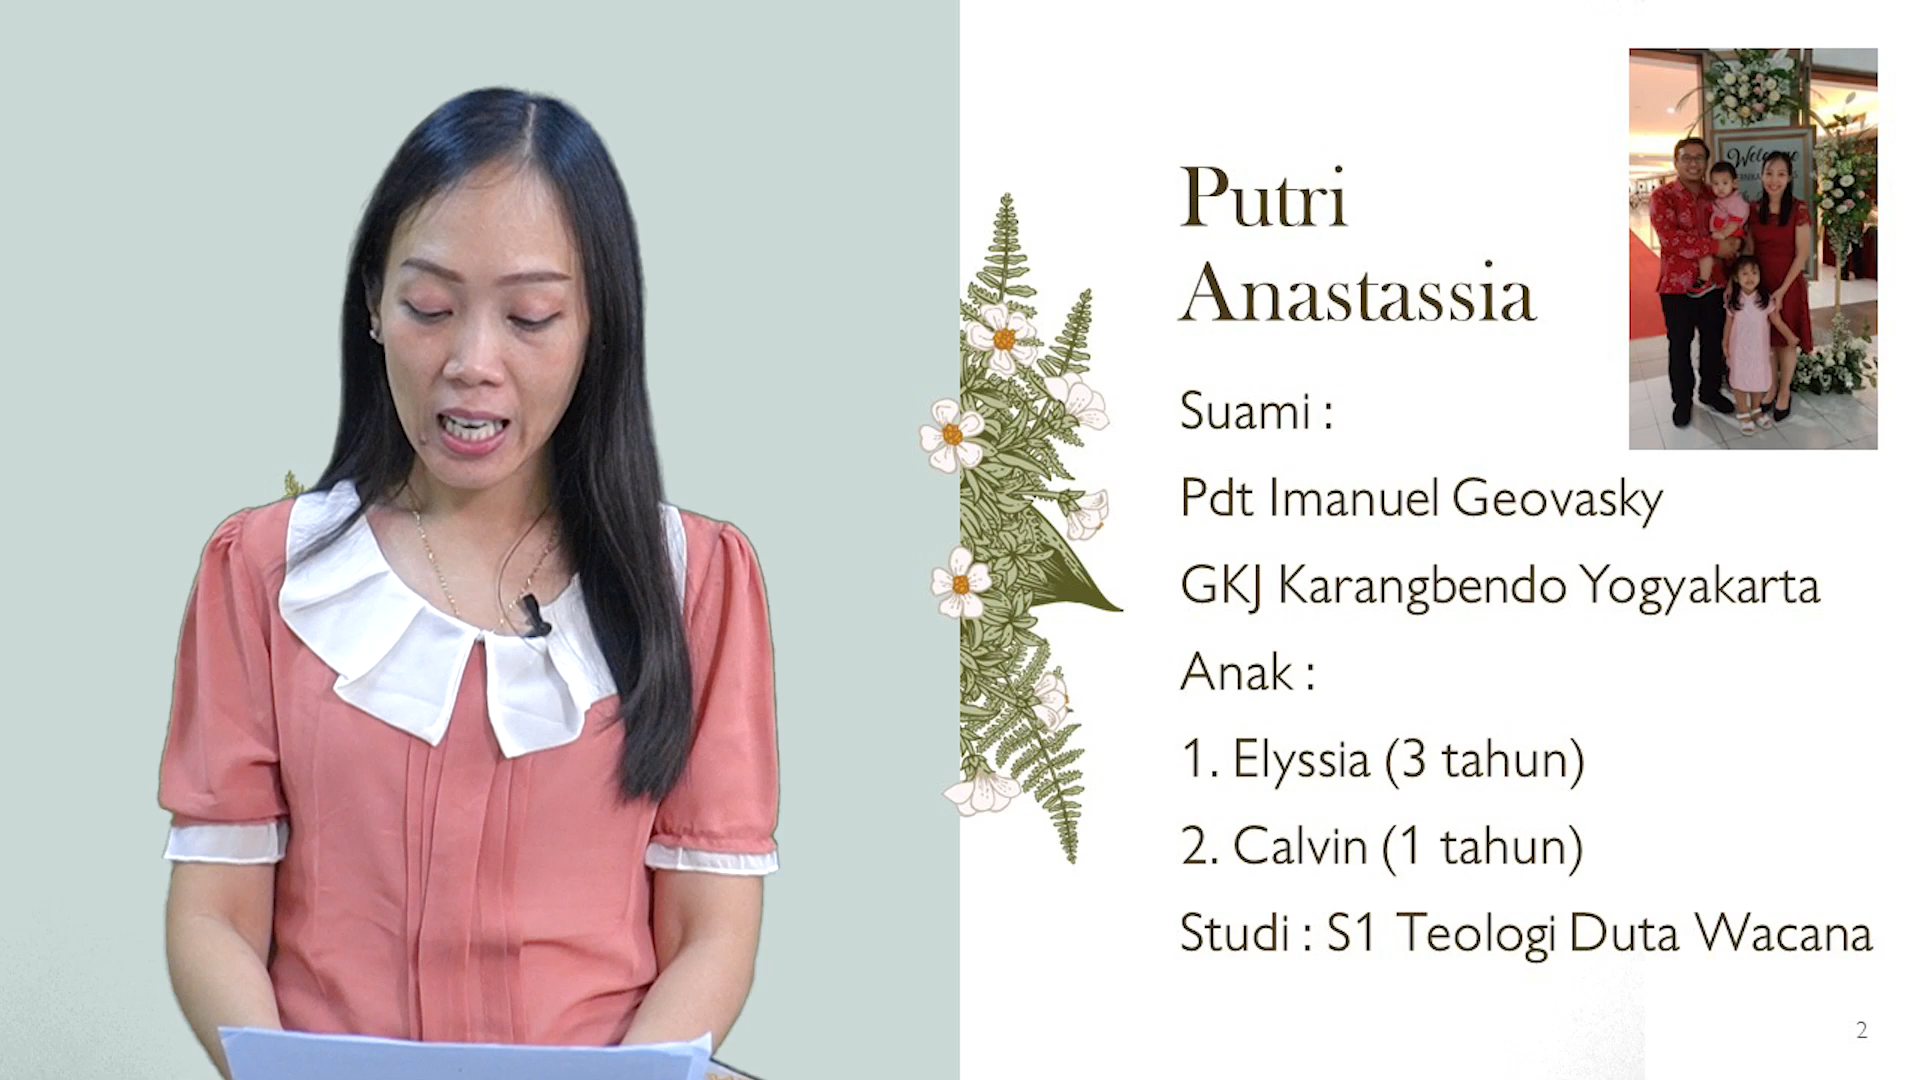 Putri
Anastassia
Suami :
Pdt Imanuel Geovasky
GKJ Karangbendo Yogyakarta
Anak :
1. Elyssia (3 tahun)
2. Calvin (1 tahun)
Studi : S1 Teologi Duta Wacana
Welcome
2